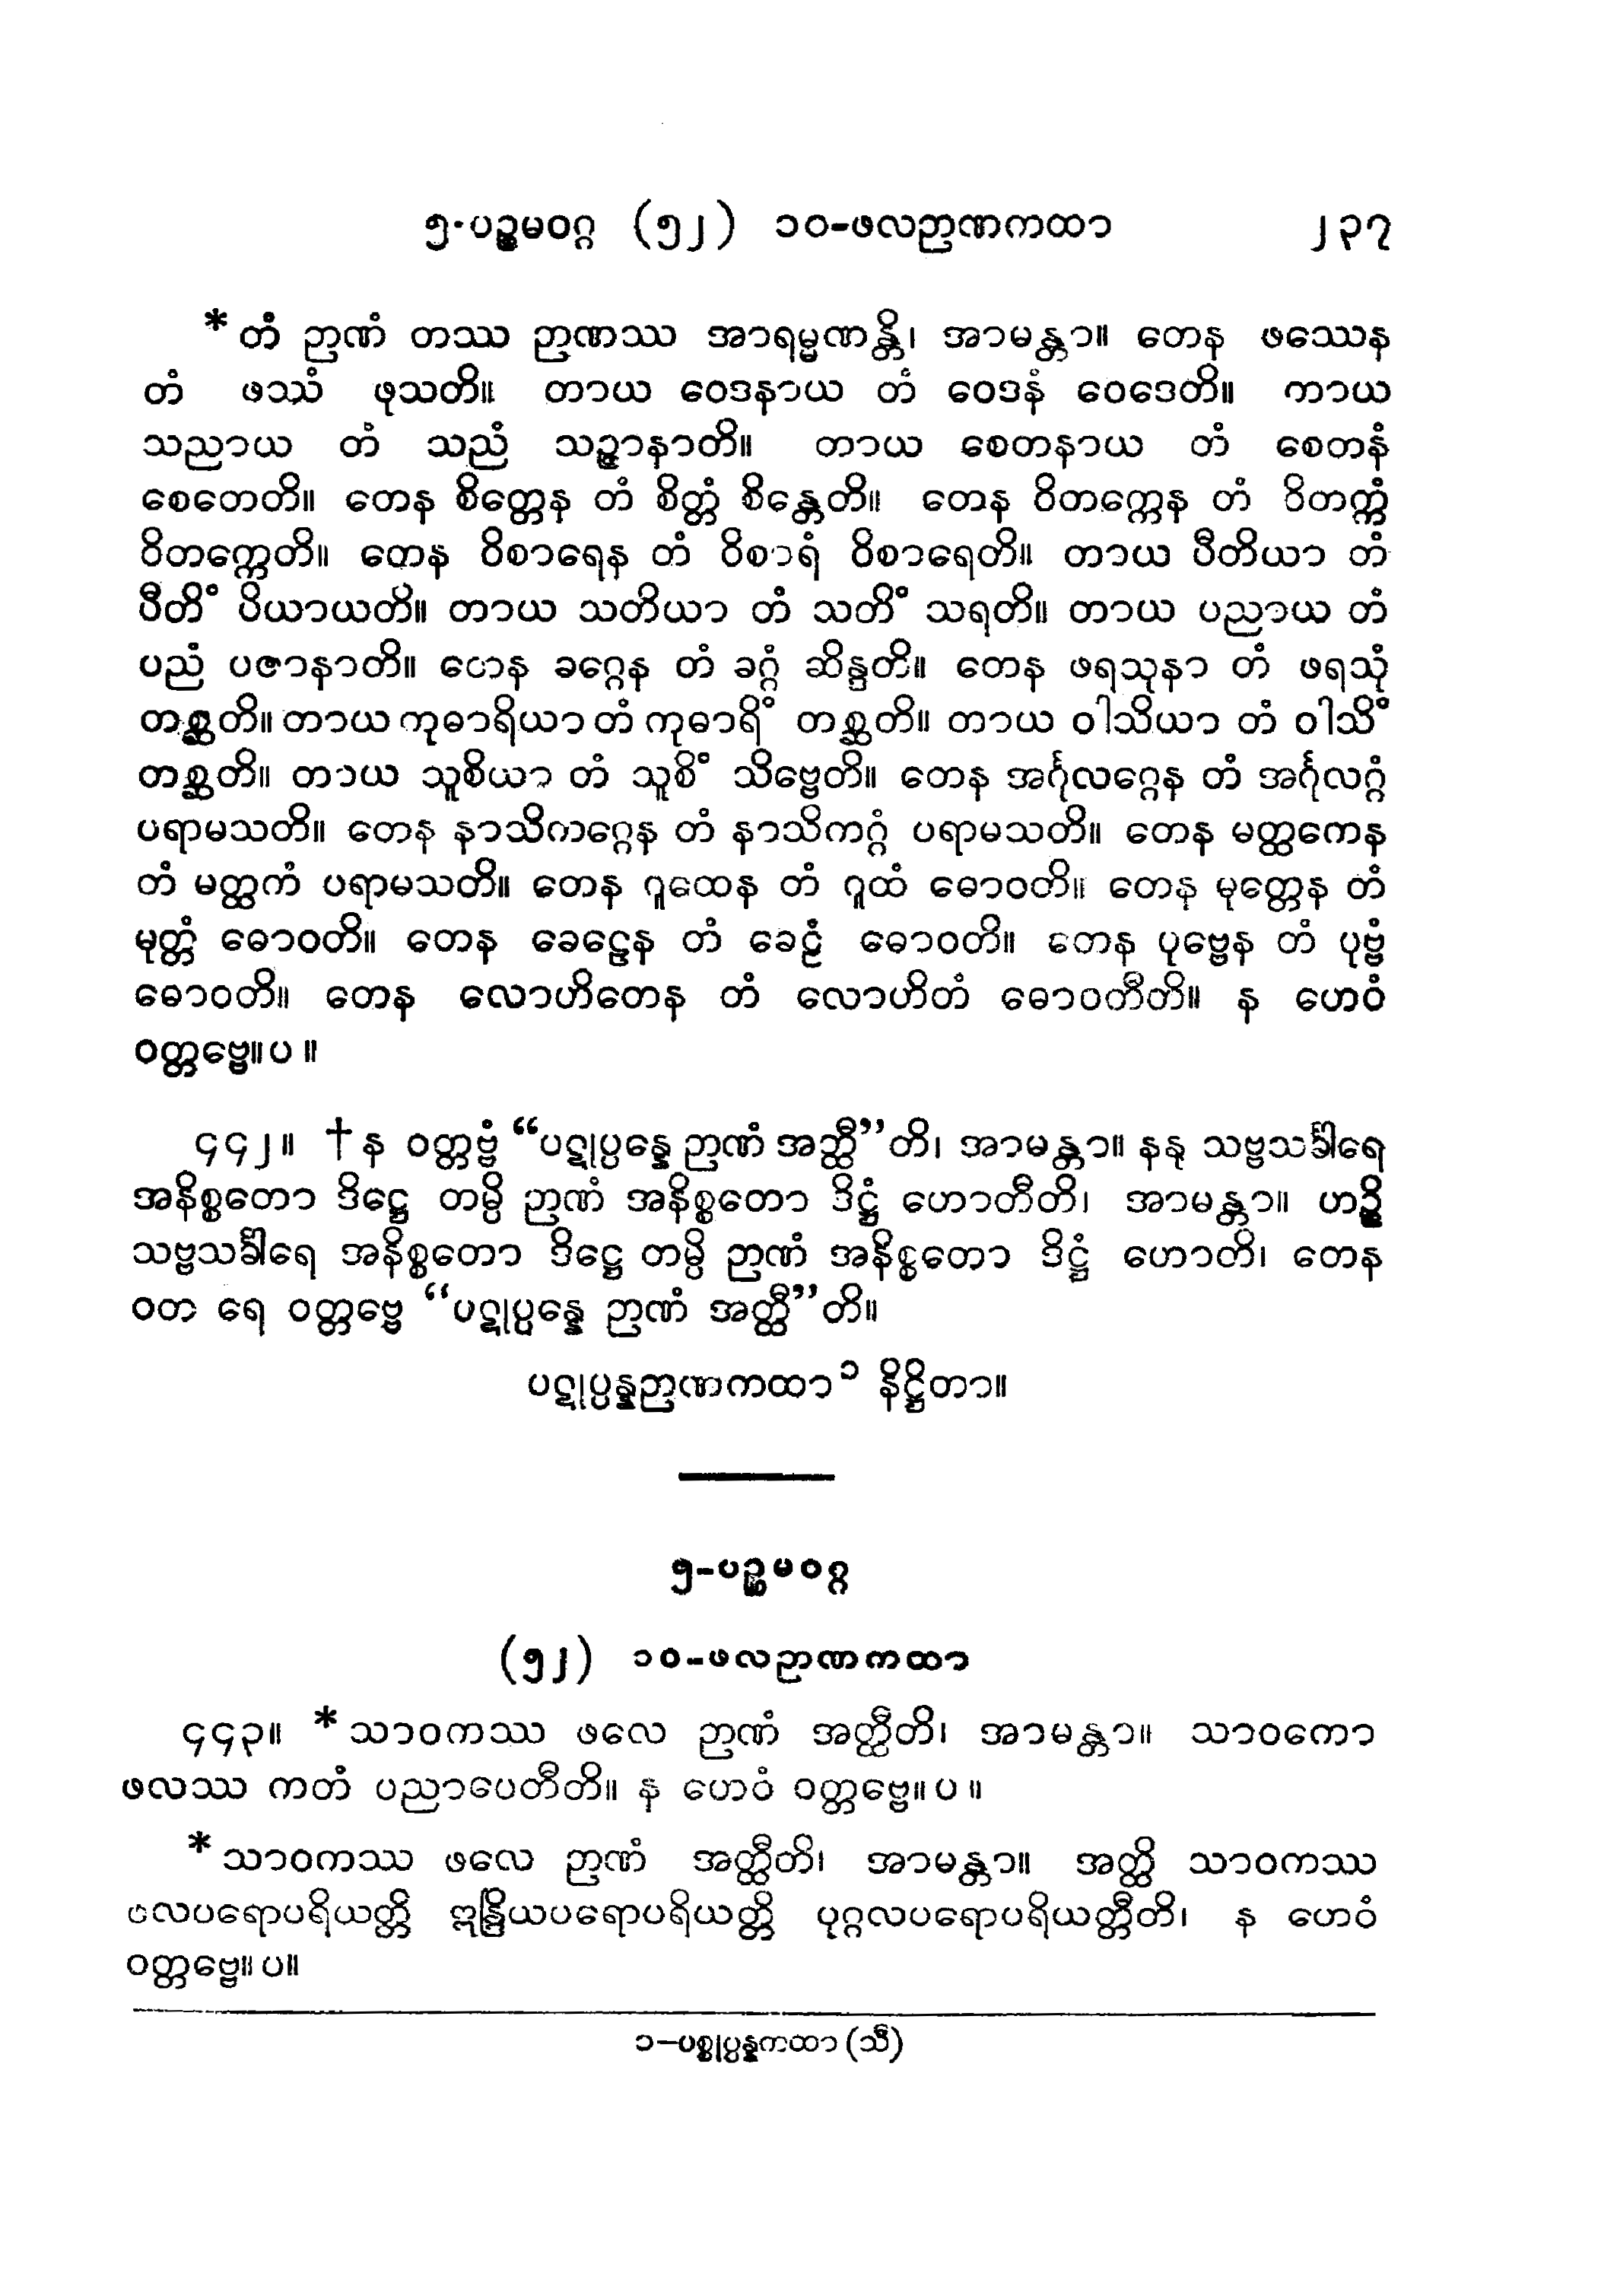 ၅-ပဉ္စမဝဂ္ဂ (၅၂) ၁၀-ဖလဉာဏကထာ ၂၃၇
* တံ ဉာဏံ တဿ ဉာဏဿ အာရမ္မဏန္တိ၊ အာမန္တာ။ တေန ဖဿေန
တံ ဖဿံ ဖုသတိ။ တာယ ဝေဒနာယ တံ ဝေဒနံ ဝေဒေတိ။ တာယ
သညာယ တံ သညံ သဉ္ဇာနာတိ။ တာယ စေတနာယ တံ စေတနံ
စေတေတိ။ တေန စိတ္တေန တံ စိတ္တံ စိန္တေတိ။ တေန ဝိတက္ကေန တံ ဝိတက္ကံ
ဝိတက္ကေတိ။ တေန ဝိစာရေန တံ ဝိစာရံ ဝိစာရေတိ။ တာယ ပီတိယာ တံ
ပီတိံ ပိယာယတိ။ တာယ သတိယာ တံ သတိံ သရတိ။ တာယ ပညာယ တံ
ပညံ ပဇာနာတိ။ တေန ခဂ္ဂေန တံ ခဂ္ဂံ ဆိန္ဒတိ။ တေန ဖရသုနာ တံ ဖရသုံ
တစ္ဆတိ။ တာယ ကုဓာရိယာ တံ ကုဓာရိံ တစ္ဆတိ။ တာယ ဝါသိယာ တံ ဝါသိံ
တစ္ဆတိ။ တာယ သူစိယာ တံ သူစိံ သိဗ္ဗေတိ။ တေန အင်္ဂုလဂ္ဂေန တံ အင်္ဂုလဂ္ဂံ
ပရာမသတိ။ တေန နာသိကဂ္ဂေန တံ နာသိကဂ္ဂံ ပရာမသတိ။ တေန မတ္ထကေန
တံ မတ္ထကံ ပရာမသတိ။ တေန ဂူထေန တံ ဂူထံ ဓောဝတိ။ တေန မုတ္တေန တံ
မုတ္တံ ဓောဝတိ။ တေန ခေဠေန တံ ခေဠံ ဓောဝတိ။ တေန ပုဗ္ဗေန တံ ပုဗ္ဗံ
ဓောဝတိ။ တေန လောဟိတေန တံ လောဟိတံ ဓောဝတီတိ။ န ဟေဝံ
ဝတ္တဗ္ဗေ။ပ ။
၄၄၂။ † န ဝတ္တဗ္ဗံ “ပဋုပ္ပန္နေ ဉာဏံ အတ္ထီ”တိ၊ အာမန္တာ။ နနု သဗ္ဗသင်္ခါရေ
အနိစ္စတော ဒိဋ္ဌေ တမ္ပိ ဉာဏံ အနိစ္စတော ဒိဋ္ဌံ ဟောတီတိ၊ အာမန္တာ။ ဟဉ္စိ
သဗ္ဗသင်္ခါရေ အနိစ္စတော ဒိဋ္ဌေ တမ္ပိ ဉာဏံ အနိစ္စတော ဒိဋ္ဌံ ဟောတိ၊ တေန
ဝတ ရေ ဝတ္တဗ္ဗေ “ပဋုပ္ပန္နေ ဉာဏံ အတ္ထီ”တိ။
ပဋုပ္ပန္နဉာဏကထာ ၁ နိဋ္ဌိတာ။
၅-ပဉ္စမဝဂ္ဂ
(၅၂) ၁၀-ဖလဉာဏကထာ
၄၄၃။ * သာဝကဿ ဖလေ ဉာဏံ အတ္ထီတိ၊ အာမန္တာ။ သာဝကော
ဖလဿ ကတံ ပညာပေတီတိ။ န ဟေဝံ ဝတ္တဗ္ဗေ။ပ ။
* သာဝကဿ ဖလေ ဉာဏံ အတ္ထီတိ၊ အာမန္တာ။ အတ္ထိ သာဝကဿ
ဖလပရောပရိယတ္တိ ဣန္ဒြိယပရောပရိယတ္တိ ပုဂ္ဂလပရောပရိယတ္တီတိ၊ န ဟေဝံ
ဝတ္တဗ္ဗေ။ ပ။
၁-ပစ္စုပ္ပန္နကထာ (သီ)